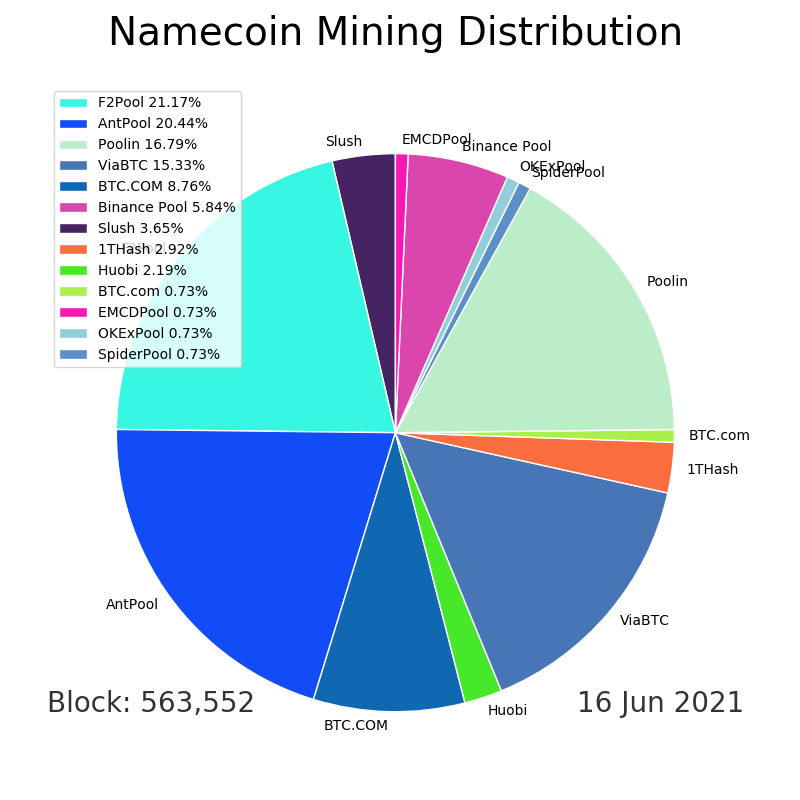 Namecoin Mining Distribution
F2Pool 21.17%
AntPool 20.44%
Poolin 16.79%
ViaBTC 15.33%
BTC.COM 8.76%
Binance Pool 5.84%
Slush 3.65%
1THash 2.92%
Huobi 2.19%
BTC.com 0.73%
EMCDPool 0.73%
OKExPool 0.73%
SpiderPool 0.73%
Slush
EMCDPool
Binance Pool
OKExPool
SpiderPool
F2Pool
Poolin
BTC.com
1THash
AntPool
ViaBTC
Huobi
BTC.COM
Block: 563,552
16 Jun 2021